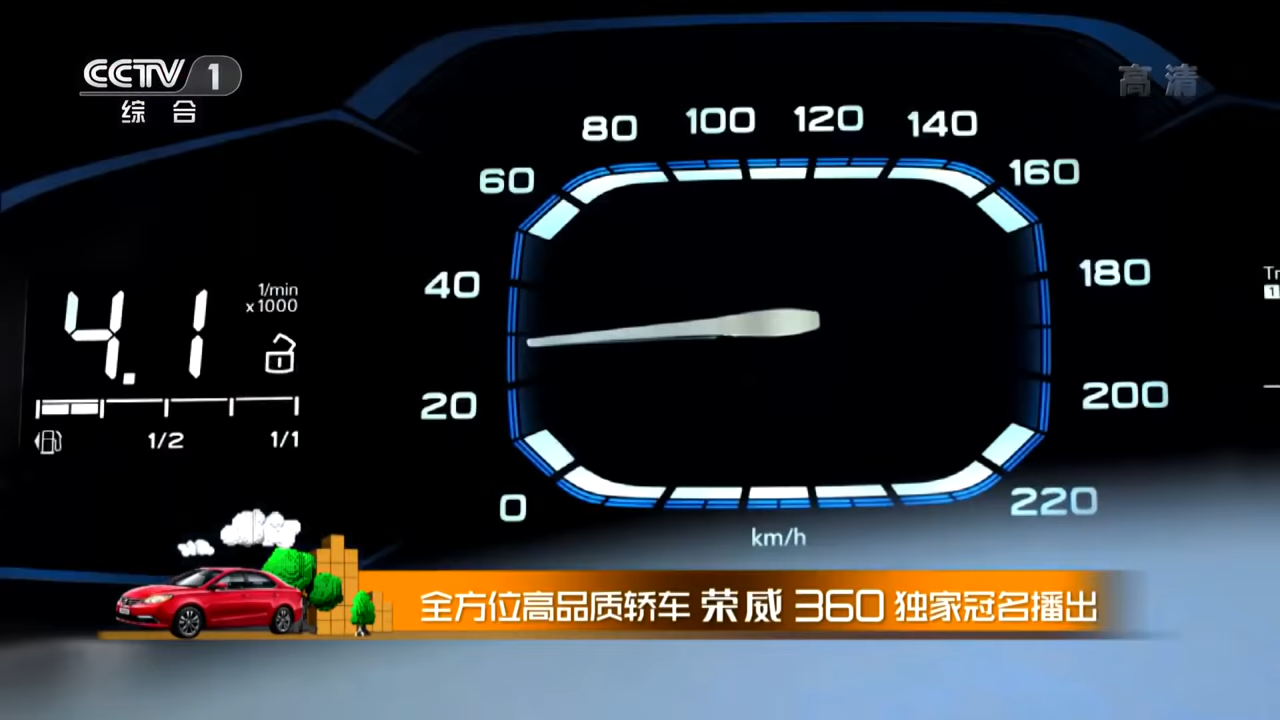 CCTV 1
综合
高清
80 100 120 140
60 160
40 180
20 200
0 220
km/h
4.1
1/min
x1000
1/2 1/1
1
全方位高品质轿车 荣威 360 独家冠名播出